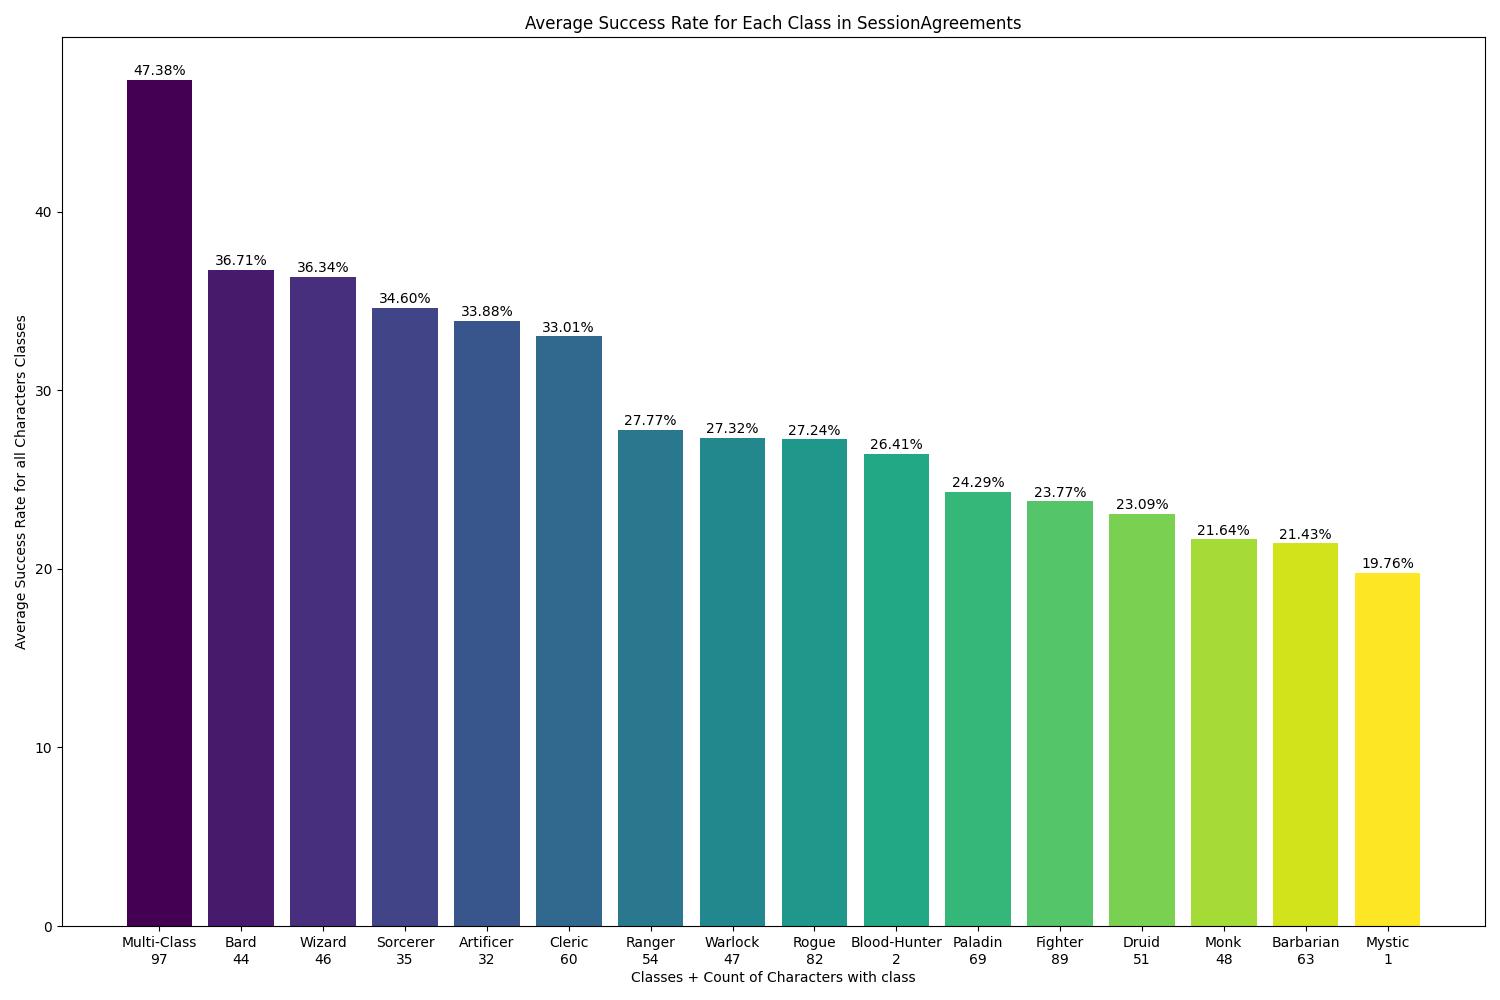 Average Success Rate for Each Class in SessionAgreements
47.38%
36.71%
36.34%
34.60%
33.88%
33.01%
27.77%
27.32%
27.24%
26.41%
24.29%
23.77%
23.09%
21.64%
21.43%
19.76%
Average Success Rate for all Characters Classes
40
30
20
10
0
Multi-Class
97
Bard
44
Wizard
46
Sorcerer
35
Artificer
32
Cleric
60
Ranger
54
Warlock
47
Rogue
82
Blood-Hunter
2
Paladin
69
Fighter
89
Druid
51
Monk
48
Barbarian
63
Mystic
1
Classes + Count of Characters with class